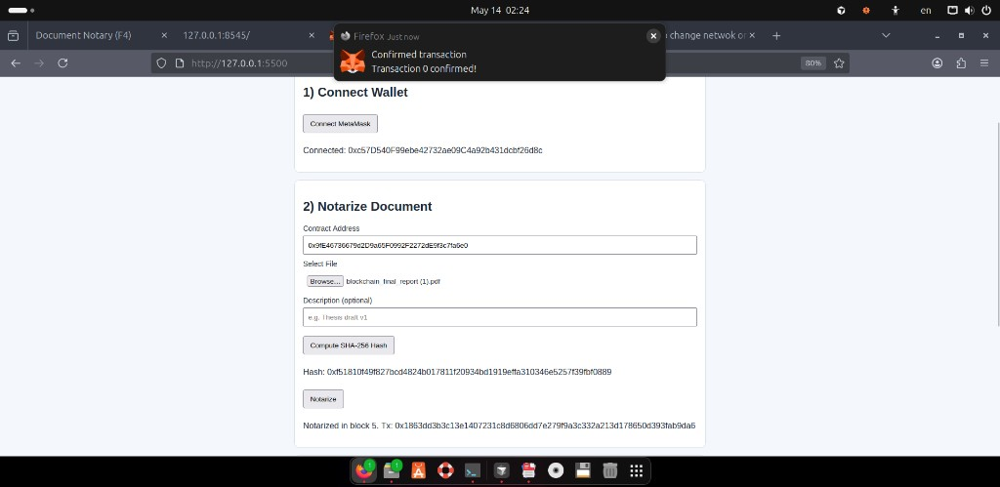 May 14 02:24
en
Document Notary (F4)
127.0.0.1:8545/
change netwok o
Firefox Just now
Confirmed transaction
Transaction 0 confirmed!
http://127.0.0.1:5500
80%
1) Connect Wallet
Connect MetaMask
Connected: 0xc57D540F99ebe42732ae09C4a92b431dcbf26d8c
2) Notarize Document
Contract Address
0x9fE46736679d2D9a65F0992F2272dE9f3c7fa6e0
Select File
Browse... blockchain_final_report (1).pdf
Description (optional)
e.g. Thesis draft v1
Compute SHA-256 Hash
Hash: 0xf51810f49f827bcd4824b017811f20934bd1919effa310346e5257f39fbf0889
Notarize
Notarized in block 5. Tx: 0x1863dd3b3c13e1407231c8d6806dd7e279f9a3c332a213d178650d393fab9da6